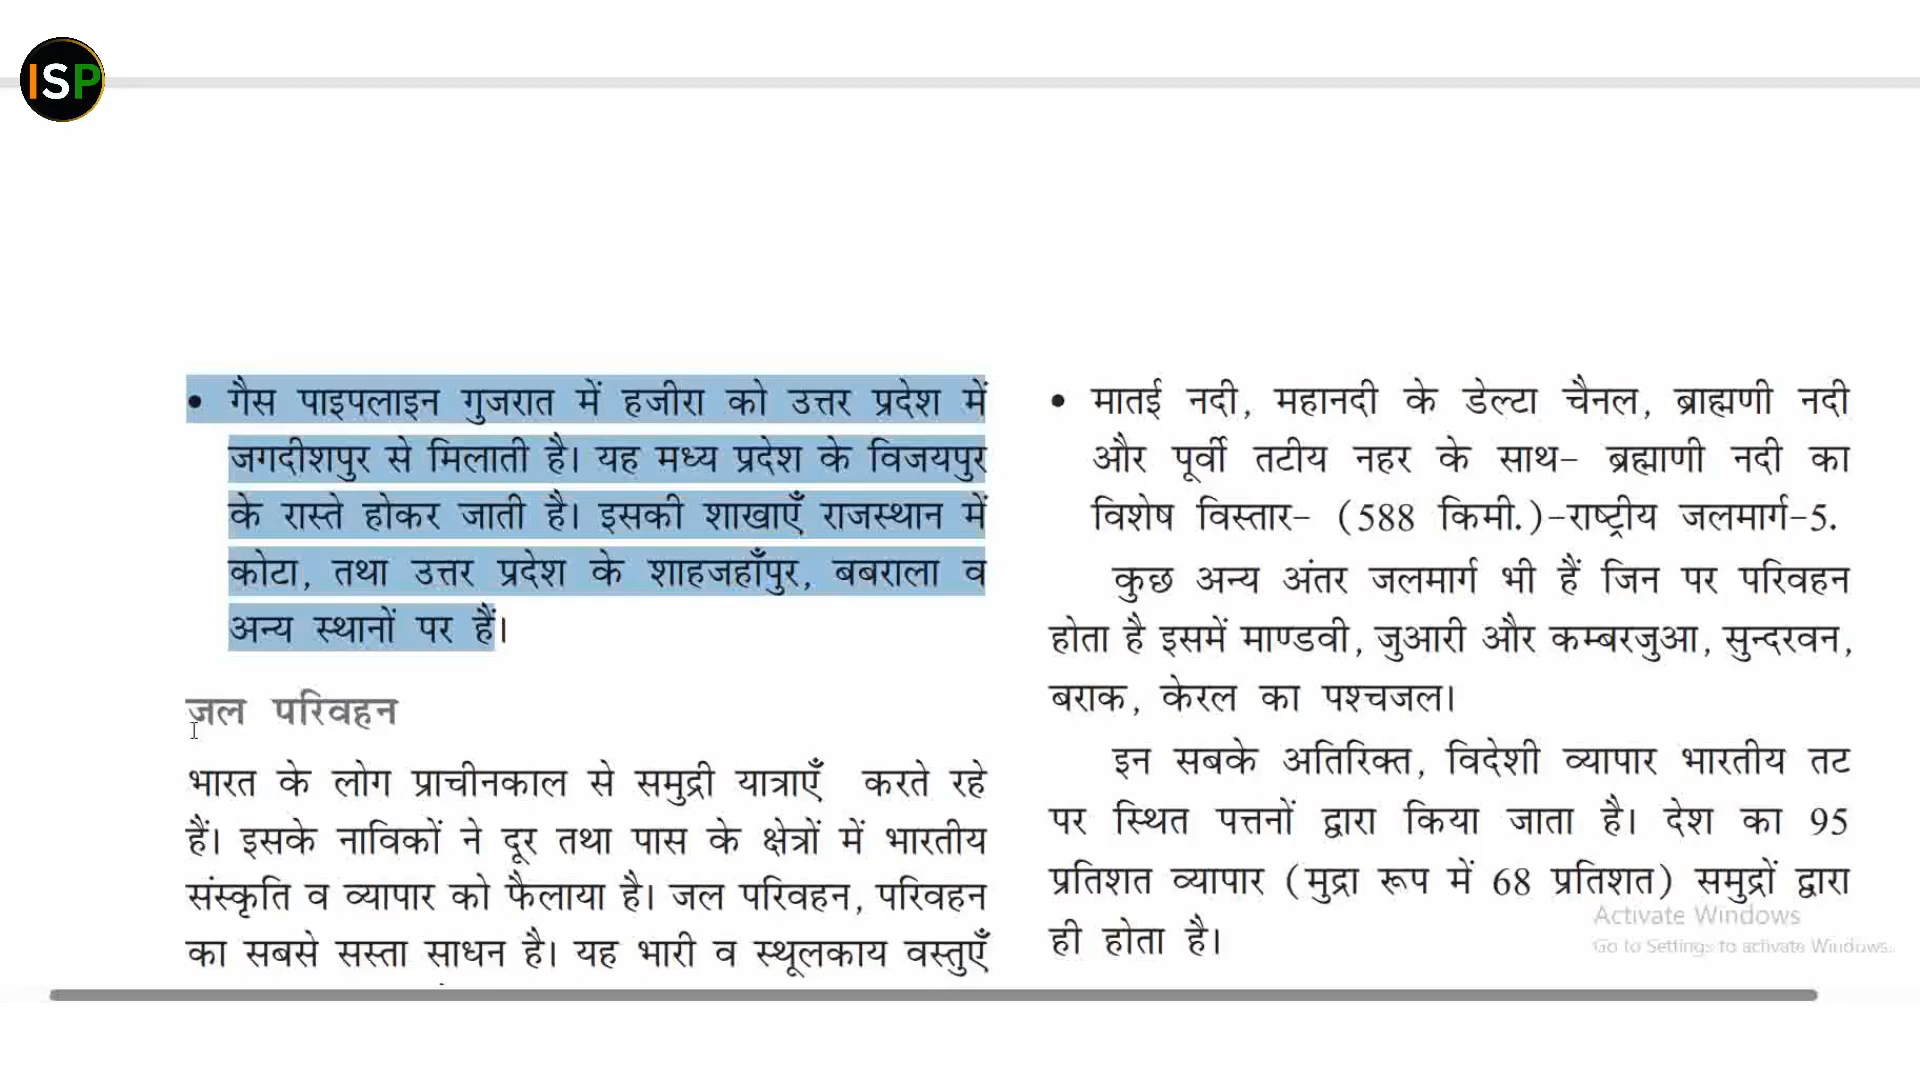 ISP
• गैस पाइपलाइन गुजरात में हजीरा को उत्तर प्रदेश में
जगदीशपुर से मिलाती है। यह मध्य प्रदेश के विजयपुर
के रास्ते होकर जाती है। इसकी शाखाएँ राजस्थान में
कोटा, तथा उत्तर प्रदेश के शाहजहाँपुर, बबराला व
अन्य स्थानों पर हैं।
जल परिवहन
भारत के लोग प्राचीनकाल से समुद्री यात्राएँ करते रहे
हैं। इसके नाविकों ने दूर तथा पास के क्षेत्रों में भारतीय
संस्कृति व व्यापार को फैलाया है। जल परिवहन, परिवहन
का सबसे सस्ता साधन है। यह भारी व स्थूलकाय वस्तुएँ
• मातई नदी, महानदी के डेल्टा चैनल, ब्राह्मणी नदी
और पूर्वी तटीय नहर के साथ– ब्रह्माणी नदी का
विशेष विस्तार– (588 किमी.)–राष्ट्रीय जलमार्ग–5.
कुछ अन्य अंतर जलमार्ग भी हैं जिन पर परिवहन
होता है इसमें माण्डवी, जुआरी और कम्बरजुआ, सुन्दरवन,
बराक, केरल का पश्चजल।
इन सबके अतिरिक्त, विदेशी व्यापार भारतीय तट
पर स्थित पत्तनों द्वारा किया जाता है। देश का 95
प्रतिशत व्यापार (मुद्रा रूप में 68 प्रतिशत) समुद्रों द्वारा
ही होता है।
Activate Windows
Go to Settings to activate Windows.